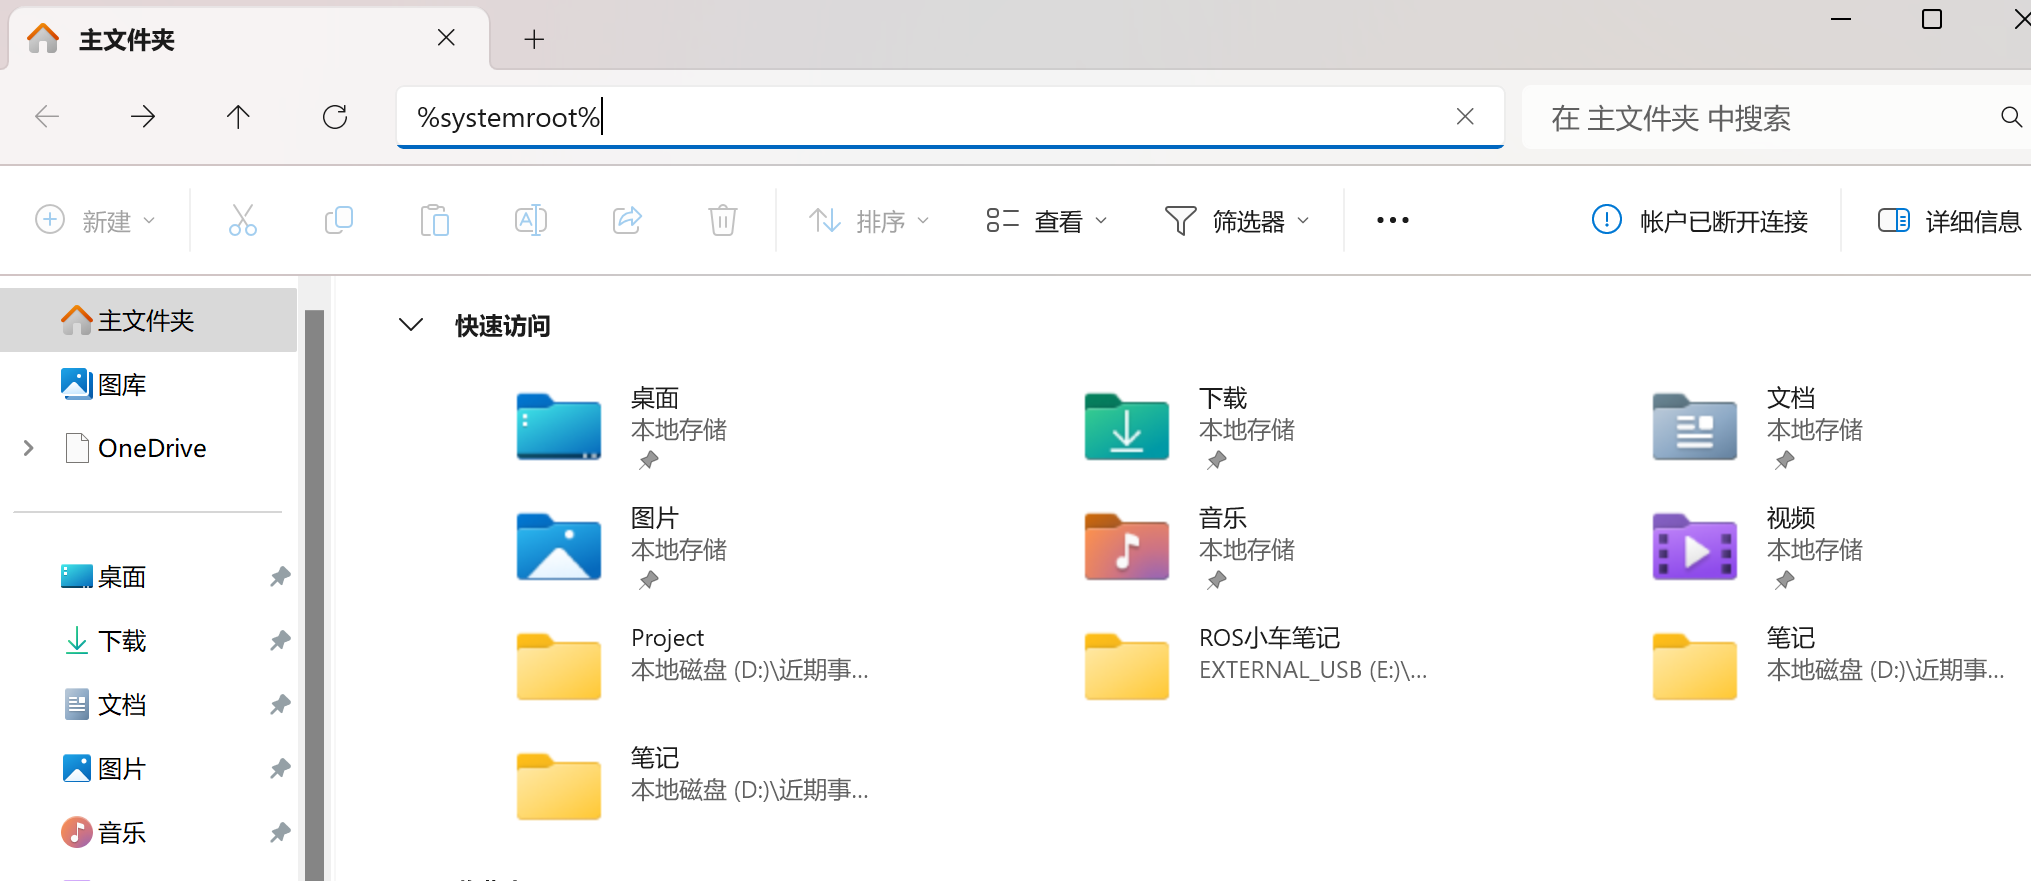 主文件夹
%systemroot%
在 主文件夹 中搜索
新建
排序
查看
筛选器
帐户已断开连接
详细信息
主文件夹
图库
OneDrive
桌面
下载
文档
图片
音乐
快速访问
桌面
本地存储
下载
本地存储
文档
本地存储
图片
本地存储
音乐
本地存储
视频
本地存储
Project
本地磁盘 (D:)\近期事...
ROS小车笔记
EXTERNAL_USB (E:)\...
笔记
本地磁盘 (D:)\近期事...
笔记
本地磁盘 (D:)\近期事...